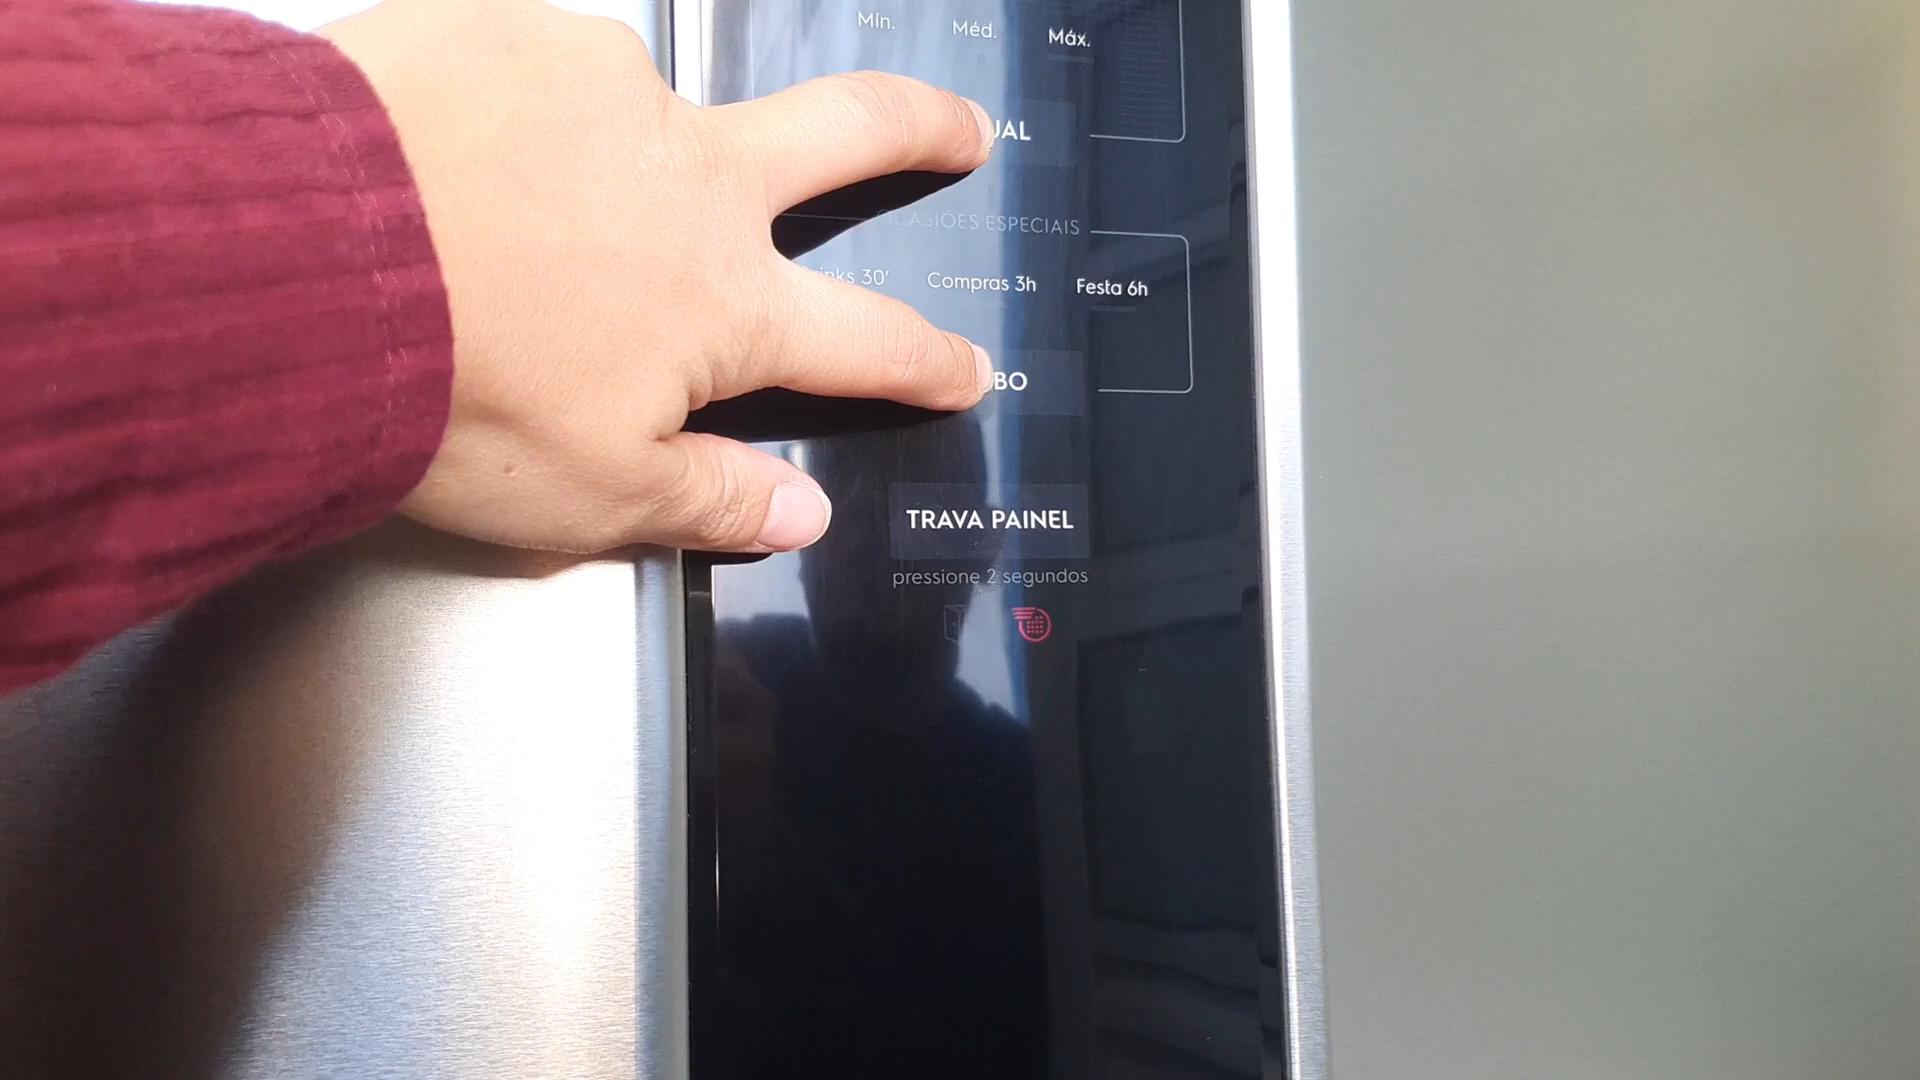 Mín. Méd. Máx.
UAL
OCASIÕES ESPECIAIS
inks 30' Compras 3h Festa 6h
BO
TRAVA PAINEL
pressione 2 segundos